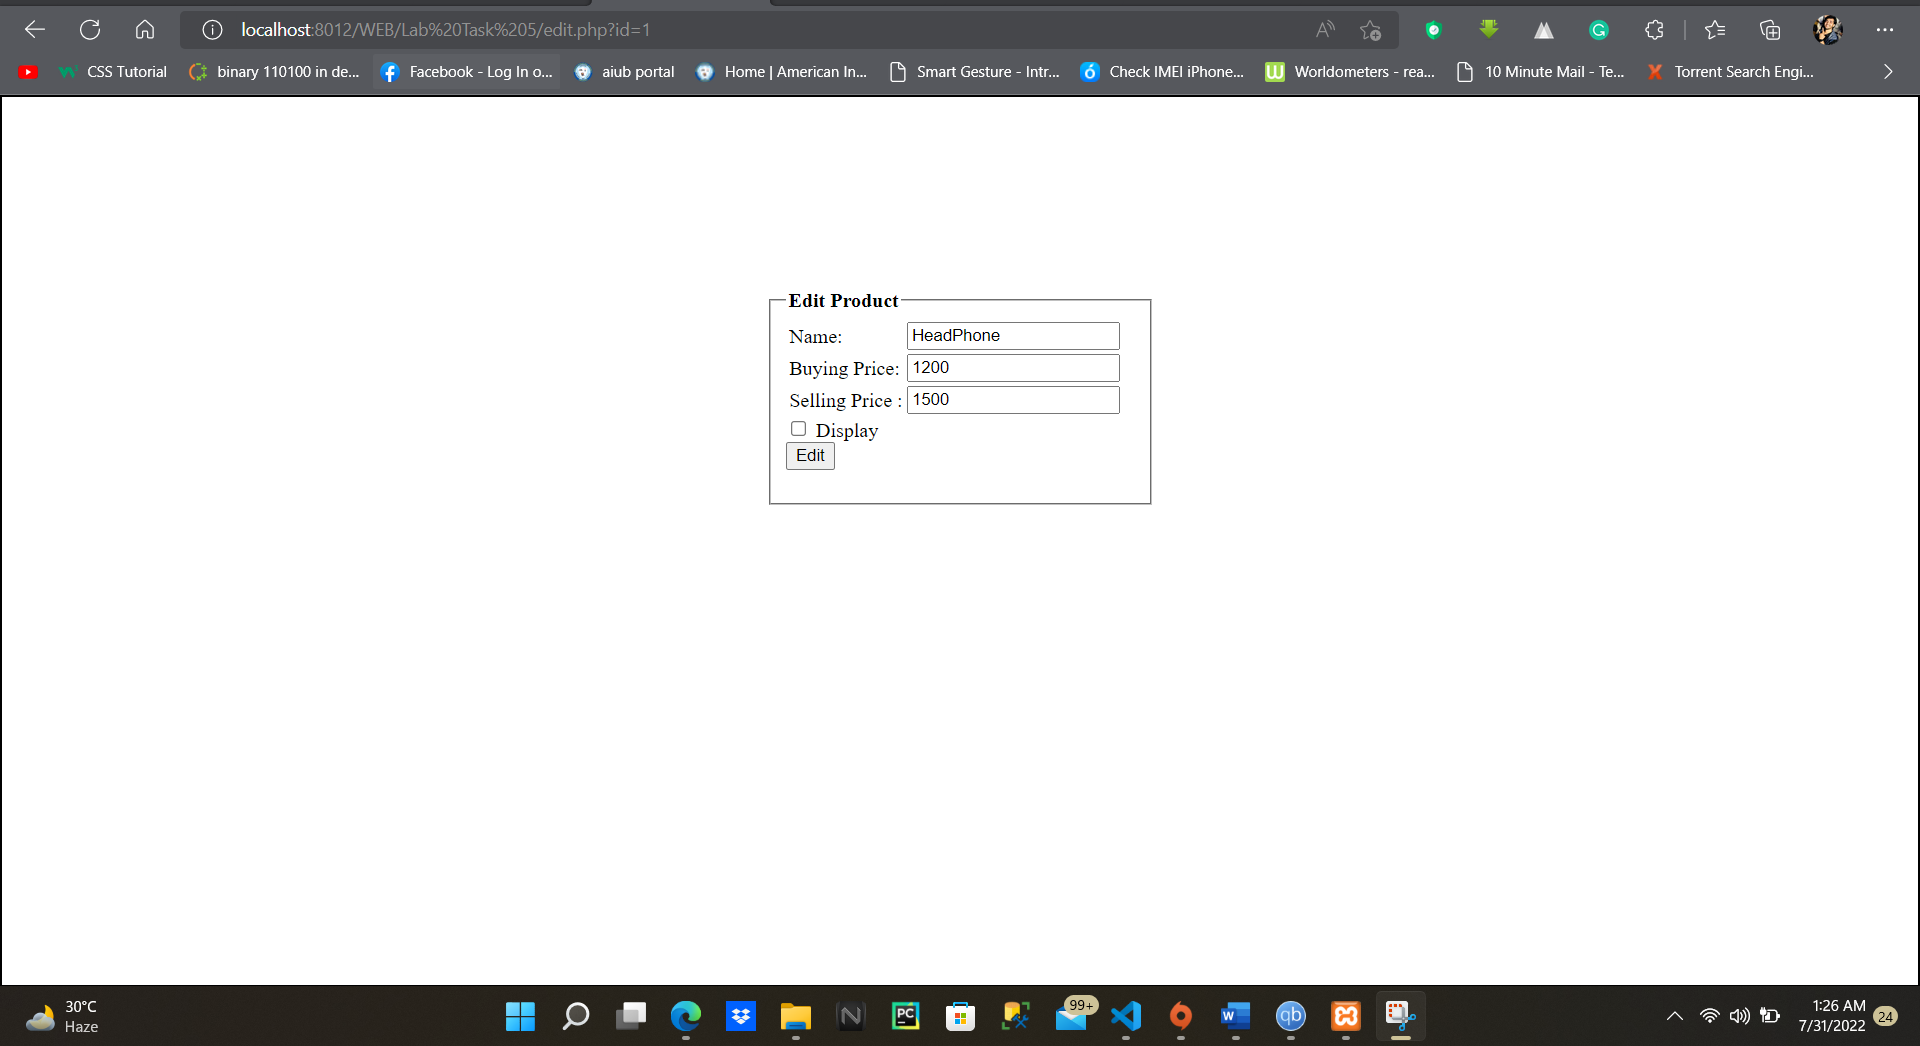 localhost:8012/WEB/Lab%20Task%205/edit.php?id=1
CSS Tutorial binary 110100 in de... Facebook - Log In o... aiub portal Home | American In... Smart Gesture - Intr... Check IMEI iPhone... Worldometers - rea... 10 Minute Mail - Te... Torrent Search Engi...
Edit Product
Name: HeadPhone
Buying Price: 1200
Selling Price : 1500
Display
Edit
30°C
Haze
99+
1:26 AM
7/31/2022
24